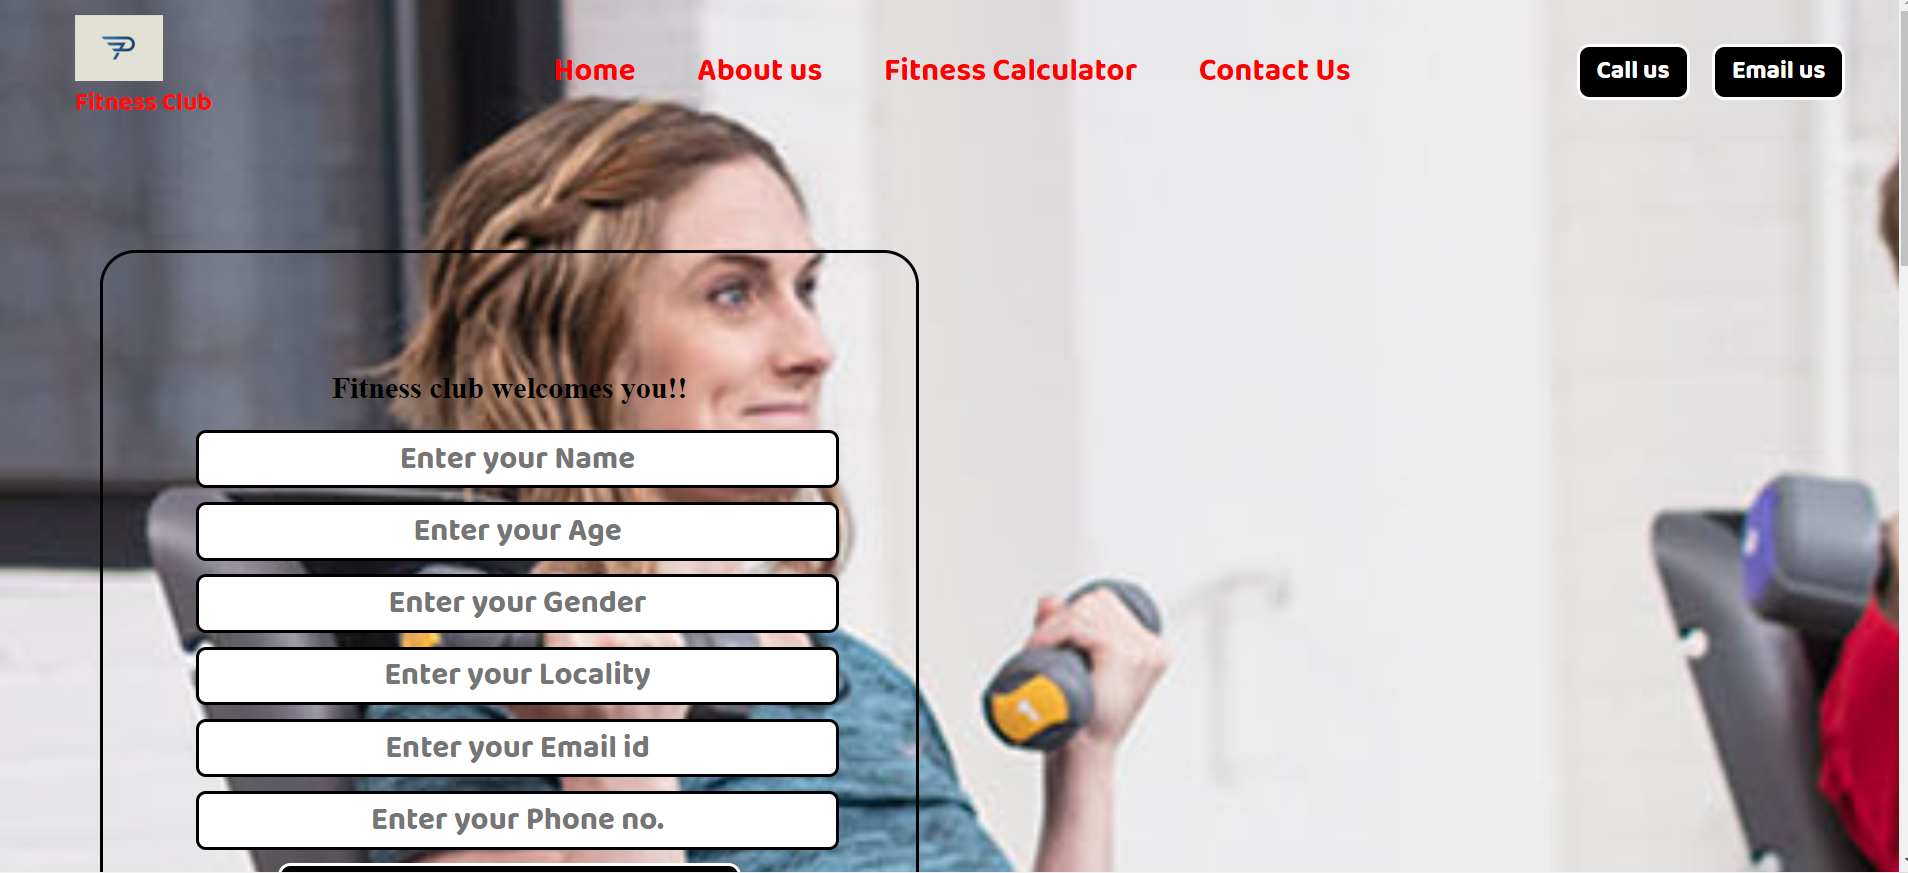 Fitness Club
Home About us Fitness Calculator Contact Us
Call us Email us
Fitness club welcomes you!!
Enter your Name
Enter your Age
Enter your Gender
Enter your Locality
Enter your Email id
Enter your Phone no.
1